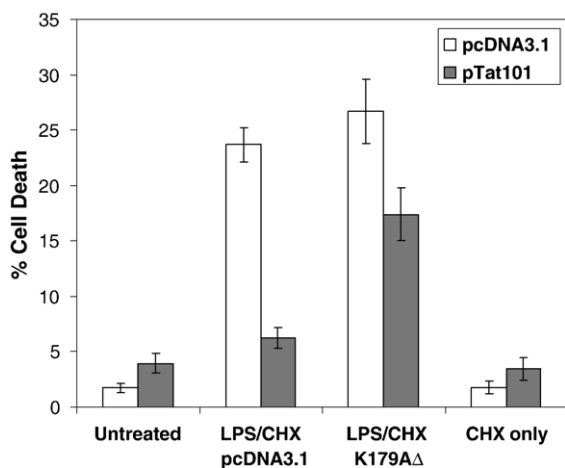 35
30
25
20
15
10
5
0
% Cell Death
pcDNA3.1
pTat101
Untreated
LPS/CHX
pcDNA3.1
LPS/CHX
K179AΔ
CHX only